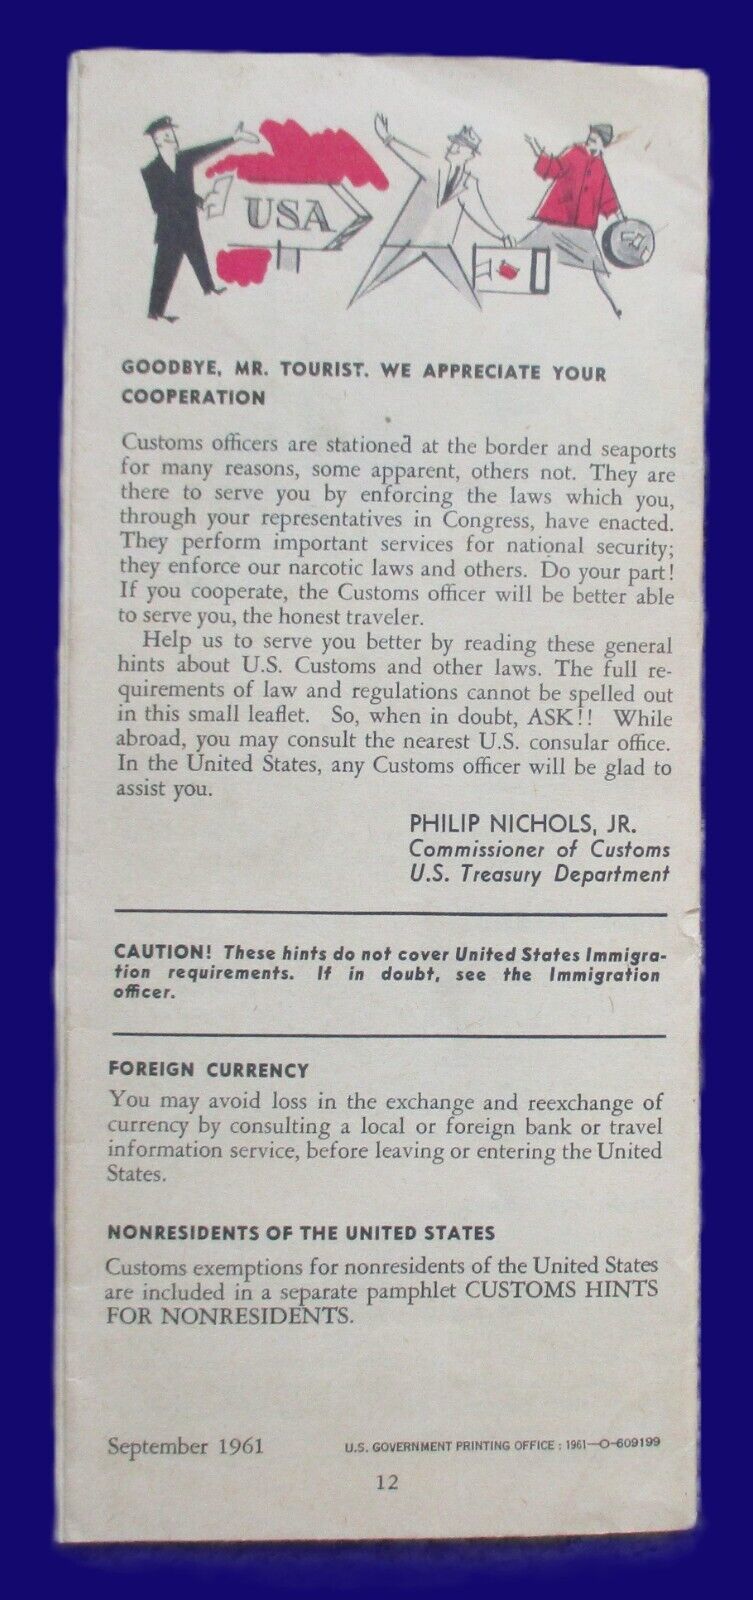 USA
GOODBYE, MR. TOURIST. WE APPRECIATE YOUR
COOPERATION
Customs officers are stationed at the border and seaports
for many reasons, some apparent, others not. They are
there to serve you by enforcing the laws which you,
through your representatives in Congress, have enacted.
They perform important services for national security;
they enforce our narcotic laws and others. Do your part!
If you cooperate, the Customs officer will be better able
to serve you, the honest traveler.
Help us to serve you better by reading these general
hints about U.S. Customs and other laws. The full re-
quirements of law and regulations cannot be spelled out
in this small leaflet. So, when in doubt, ASK!! While
abroad, you may consult the nearest U.S. consular office.
In the United States, any Customs officer will be glad to
assist you.
PHILIP NICHOLS, JR.
Commissioner of Customs
U.S. Treasury Department
CAUTION! These hints do not cover United States Immigra-
tion requirements. If in doubt, see the Immigration
officer.
FOREIGN CURRENCY
You may avoid loss in the exchange and reexchange of
currency by consulting a local or foreign bank or travel
information service, before leaving or entering the United
States.
NONRESIDENTS OF THE UNITED STATES
Customs exemptions for nonresidents of the United States
are included in a separate pamphlet CUSTOMS HINTS
FOR NONRESIDENTS.
September 1961 U.S. GOVERNMENT PRINTING OFFICE : 1961—O-609199
12